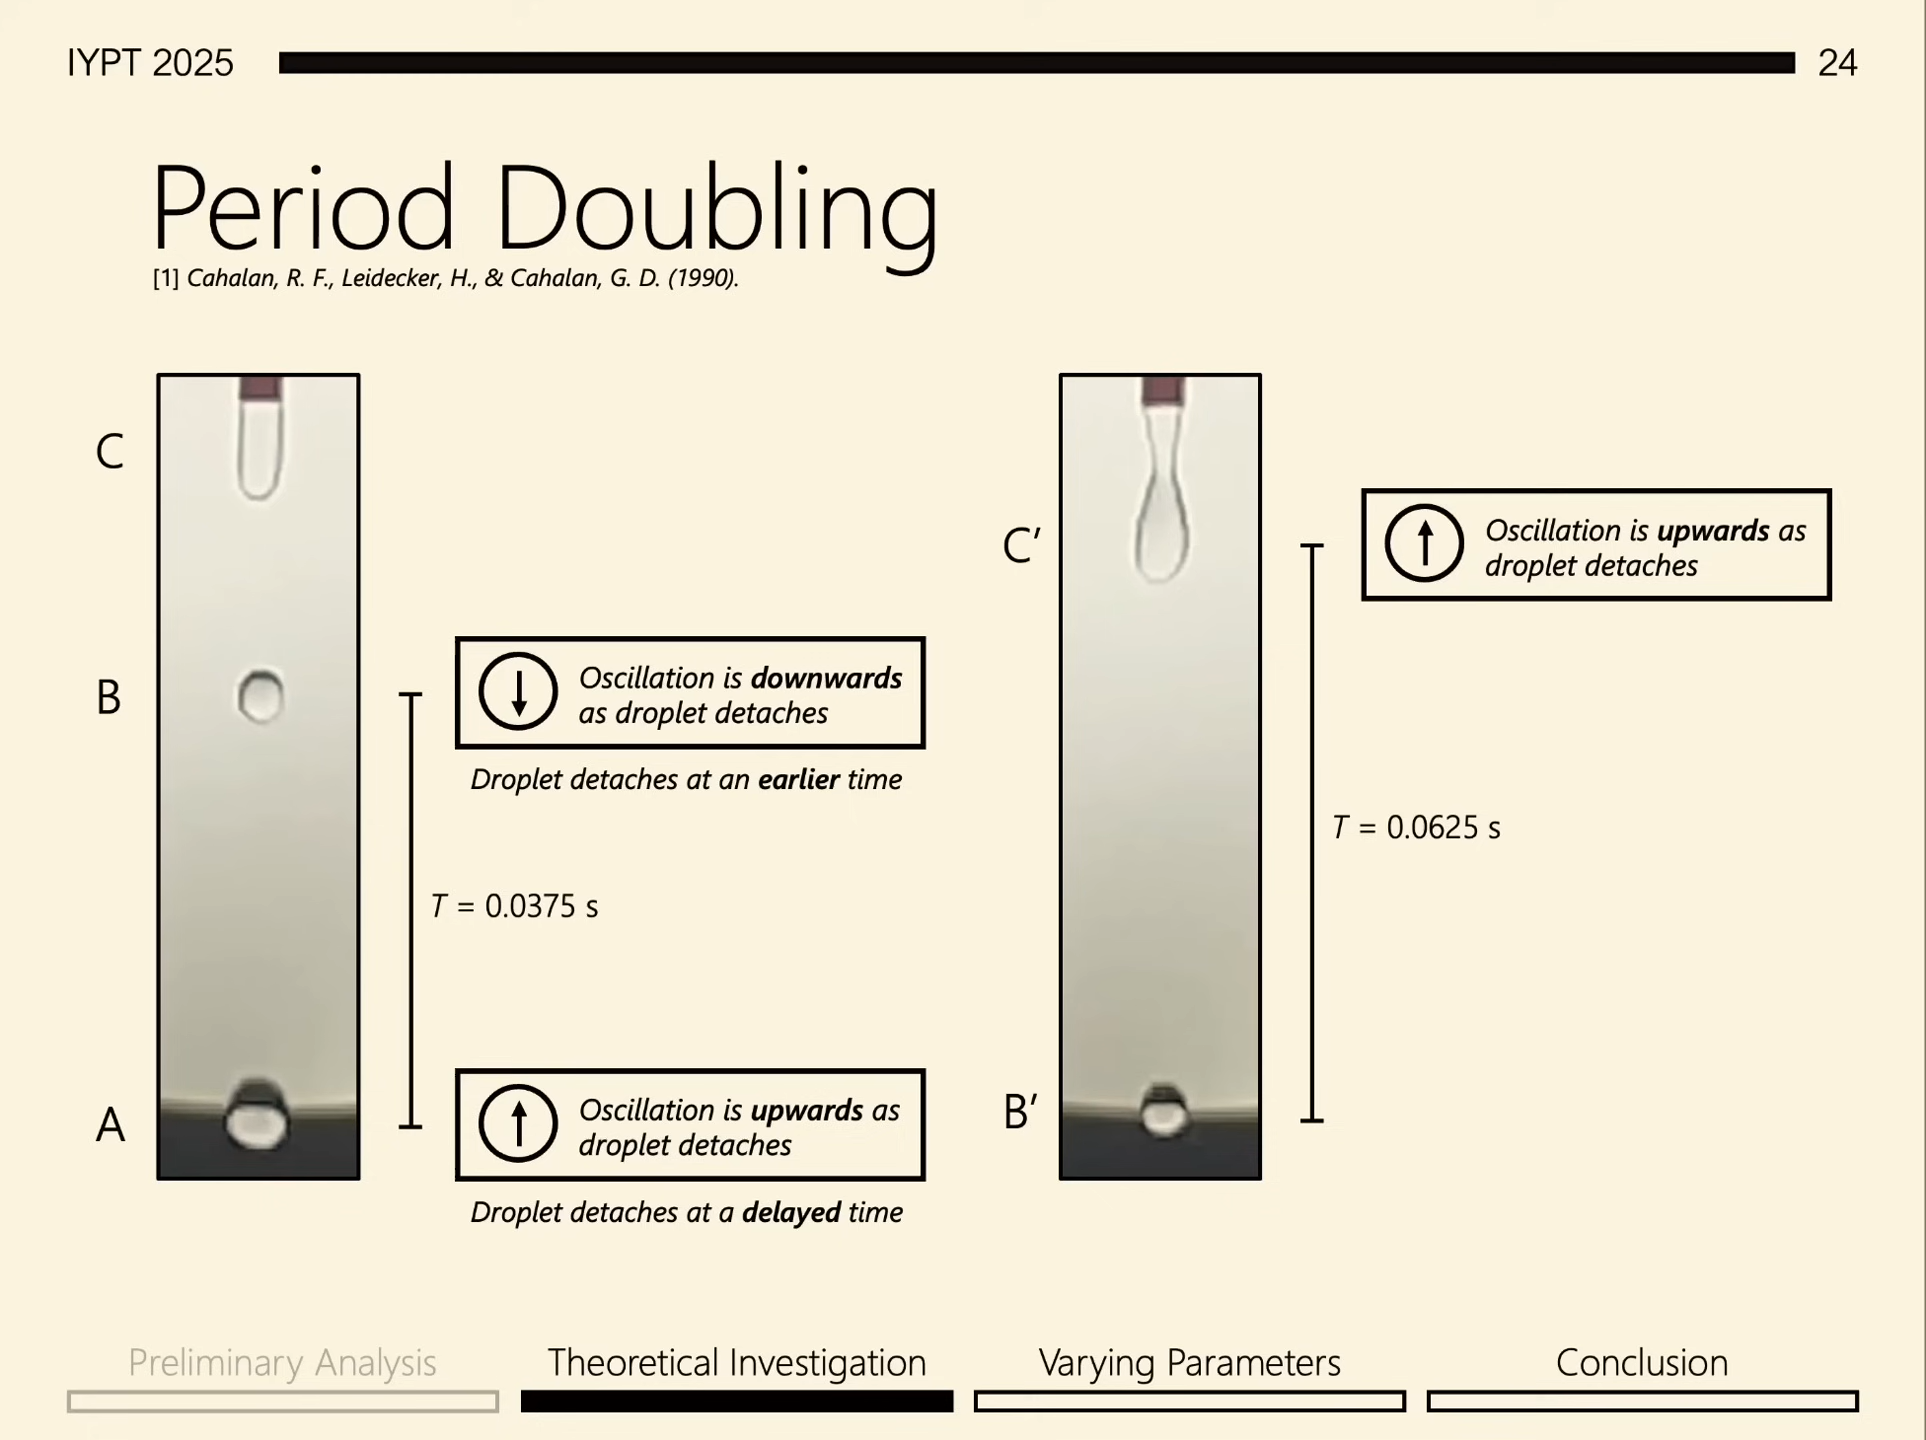 IYPT 2025
24
Period Doubling
[1] Cahalan, R. F., Leidecker, H., & Cahalan, G. D. (1990).
C
B
A
Oscillation is downwards
as droplet detaches
Droplet detaches at an earlier time
T = 0.0375 s
Oscillation is upwards as
droplet detaches
Droplet detaches at a delayed time
C′
B′
Oscillation is upwards as
droplet detaches
T = 0.0625 s
Preliminary Analysis
Theoretical Investigation
Varying Parameters
Conclusion